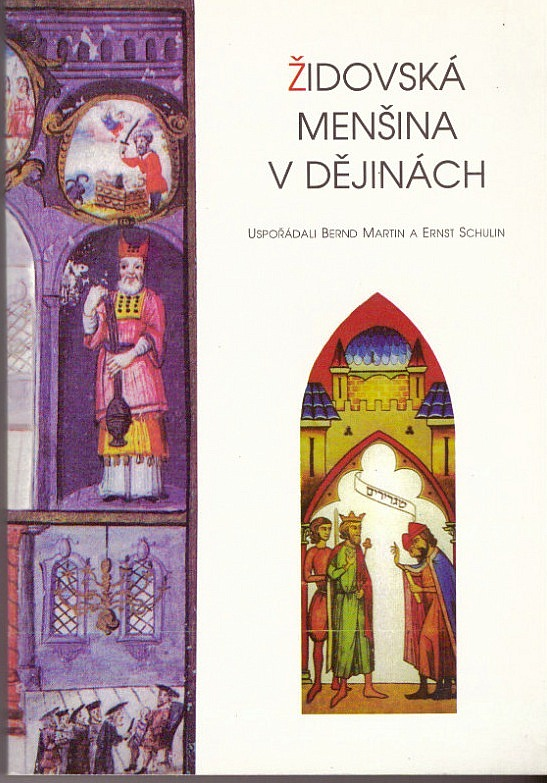 ŽIDOVSKÁ
MENŠINA
V DĚJINÁCH
USPOŘÁDALI BERND MARTIN A ERNST SCHULIN